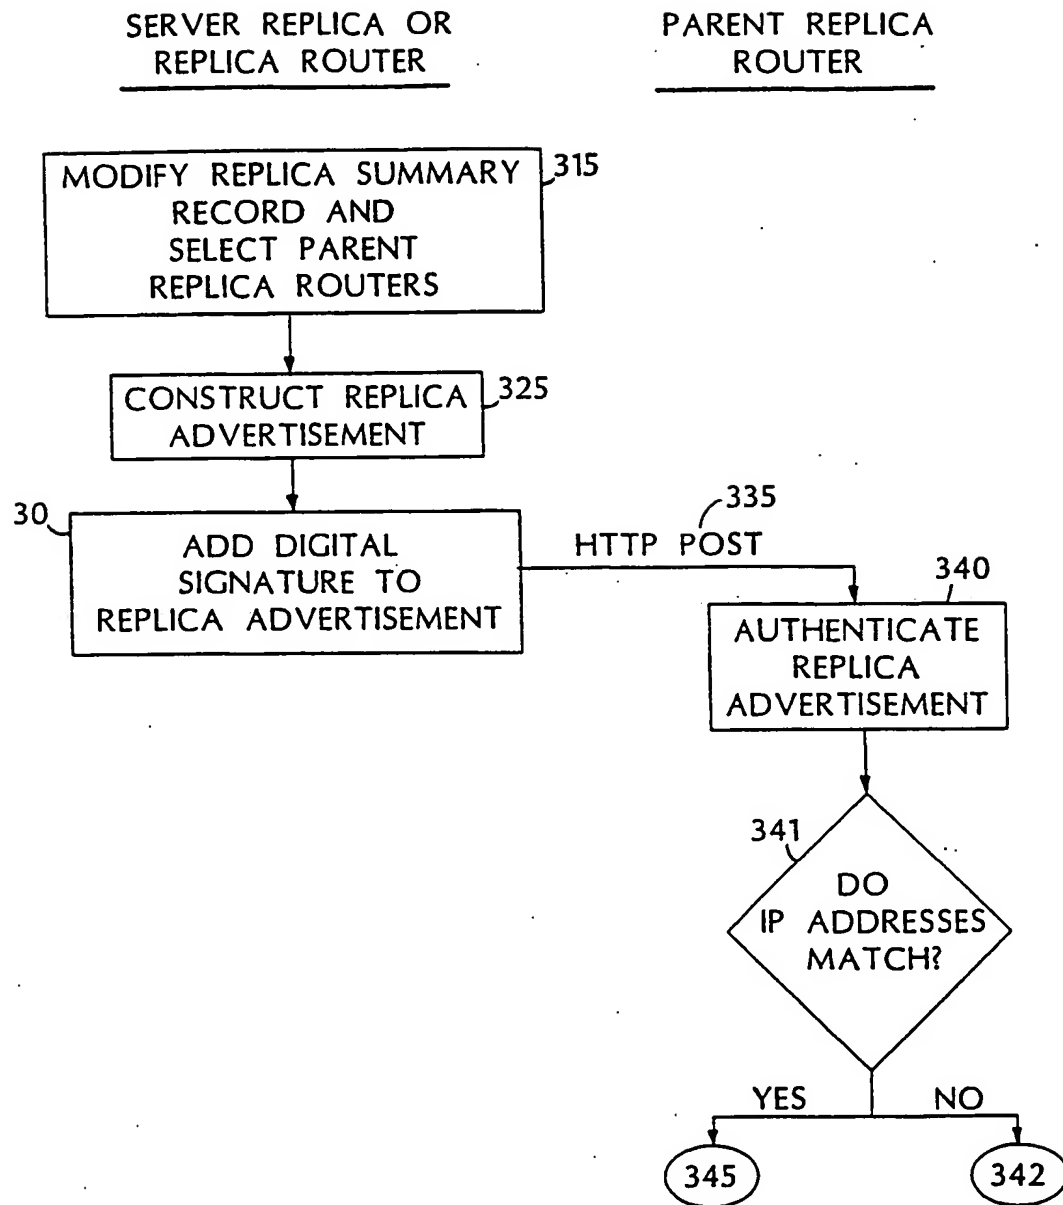 SERVER REPLICA OR
REPLICA ROUTER
PARENT REPLICA
ROUTER
MODIFY REPLICA SUMMARY
RECORD AND
SELECT PARENT
REPLICA ROUTERS
315
CONSTRUCT REPLICA
ADVERTISEMENT
325
30
ADD DIGITAL
SIGNATURE TO
REPLICA ADVERTISEMENT
HTTP POST
335
340
AUTHENTICATE
REPLICA
ADVERTISEMENT
341
DO
IP ADDRESSES
MATCH?
YES
NO
345
342